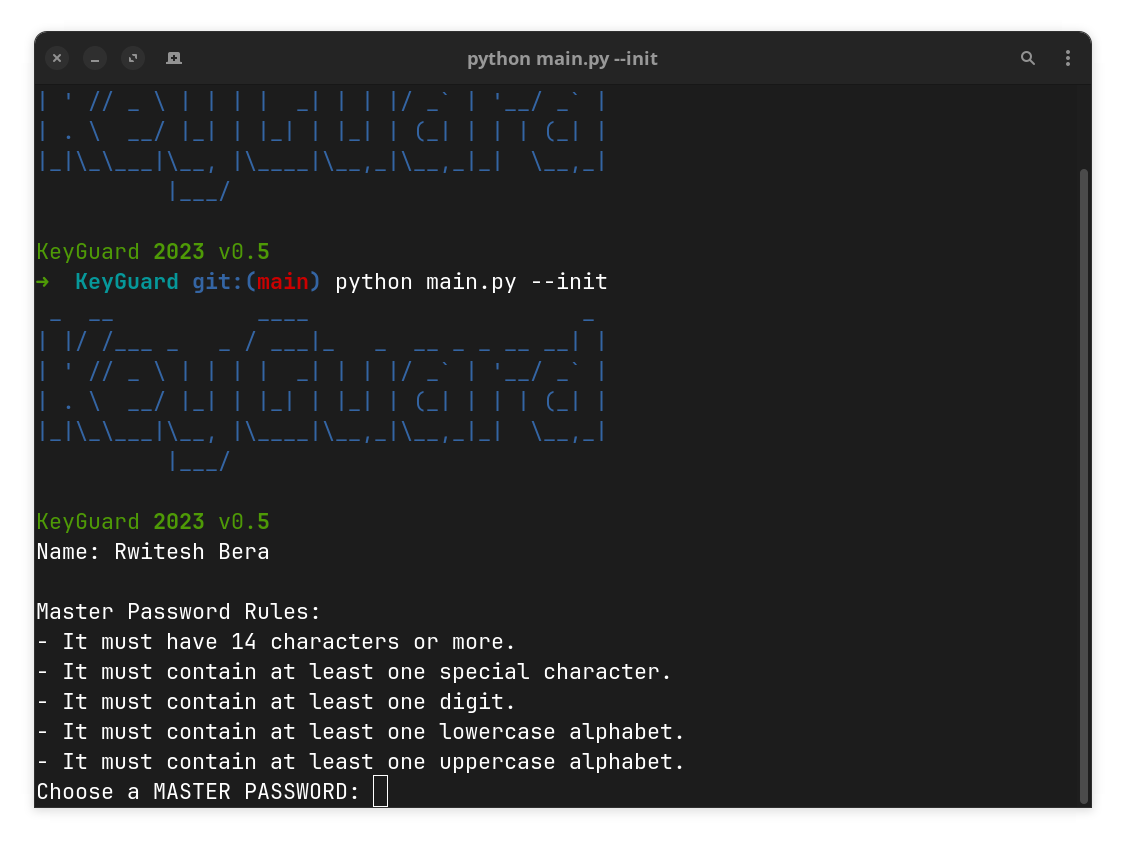 python main.py --init
| ' // _ \ | | | |  _| | | |/ _` | '__/ _` |
| . \  __/ |_| | |_| | |_| | (_| | | | (_| |
|_|\_\___|\__, |\____|\__,_|\__,_|_|  \__,_|
          |___/
KeyGuard 2023 v0.5
➜  KeyGuard git:(main) python main.py --init
 _  __           ____                     _
| |/ /___ _   _ / ___|_   _  __ _ _ __ __| |
| ' // _ \ | | | |  _| | | |/ _` | '__/ _` |
| . \  __/ |_| | |_| | |_| | (_| | | | (_| |
|_|\_\___|\__, |\____|\__,_|\__,_|_|  \__,_|
          |___/
KeyGuard 2023 v0.5
Name: Rwitesh Bera
Master Password Rules:
- It must have 14 characters or more.
- It must contain at least one special character.
- It must contain at least one digit.
- It must contain at least one lowercase alphabet.
- It must contain at least one uppercase alphabet.
Choose a MASTER PASSWORD: